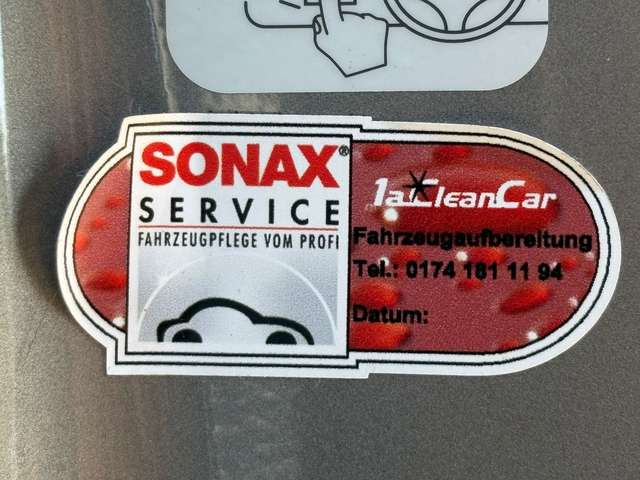 SONAX®
SERVICE
FAHRZEUGPFLEGE VOM PROFI
1a CleanCar
Fahrzeugaufbereitung
Tel.: 0174 181 11 94
Datum: